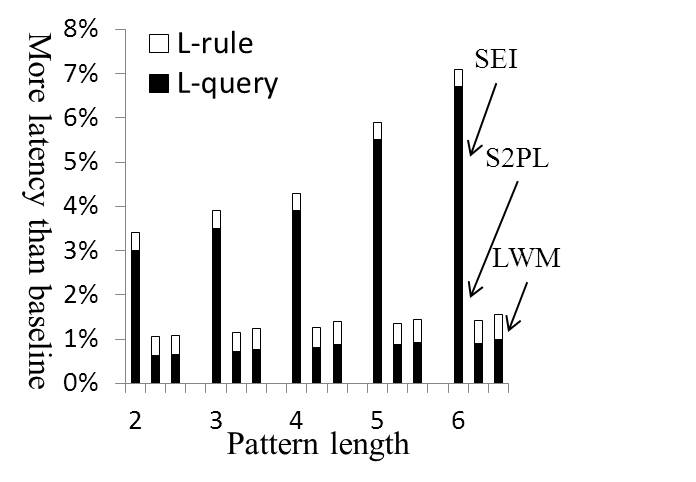 More latency than baseline
8%
7%
6%
5%
4%
3%
2%
1%
0%
L-rule
L-query
SEI
S2PL
LWM
2 3 4 5 6
Pattern length